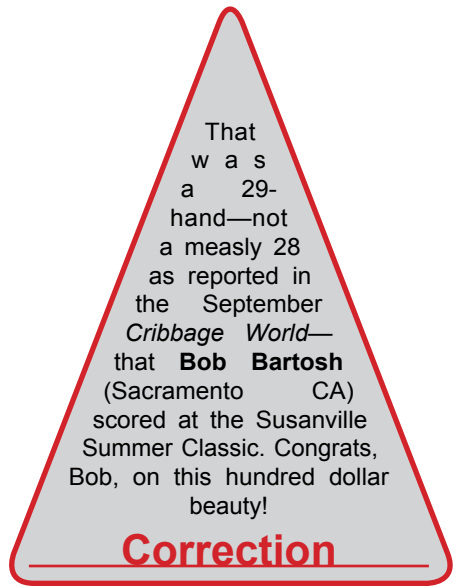 That
was
a 29-
hand—not
a measly 28
as reported in
the September
Cribbage World—
that Bob Bartosh
(Sacramento CA)
scored at the Susanville
Summer Classic. Congrats,
Bob, on this hundred dollar
beauty!
Correction